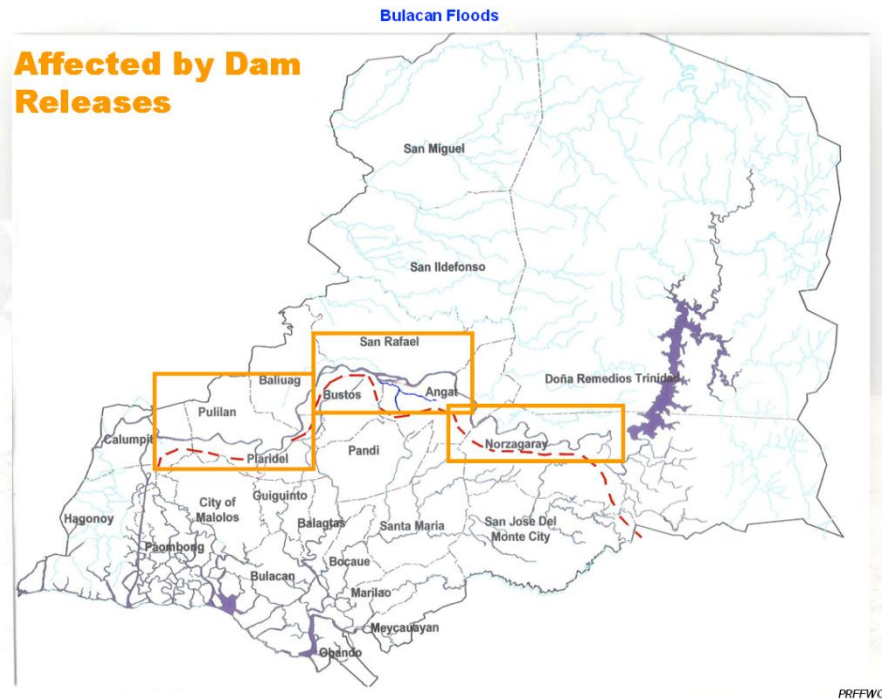 Bulacan Floods
Affected by Dam
Releases
San Miguel
San Ildefonso
San Rafael
Baliuag
Doña Remedios Trinidad
Bustos
Angat
Pulilan
Calumpit
Norzagaray
Plaridel
Pandi
Guiguinto
City of
Malolos
Hagonoy
Balagtas
Santa Maria
San Jose Del
Monte City
Paombong
Bocaue
Bulacan
Marilao
Meycauayan
Obando
PRFFWC